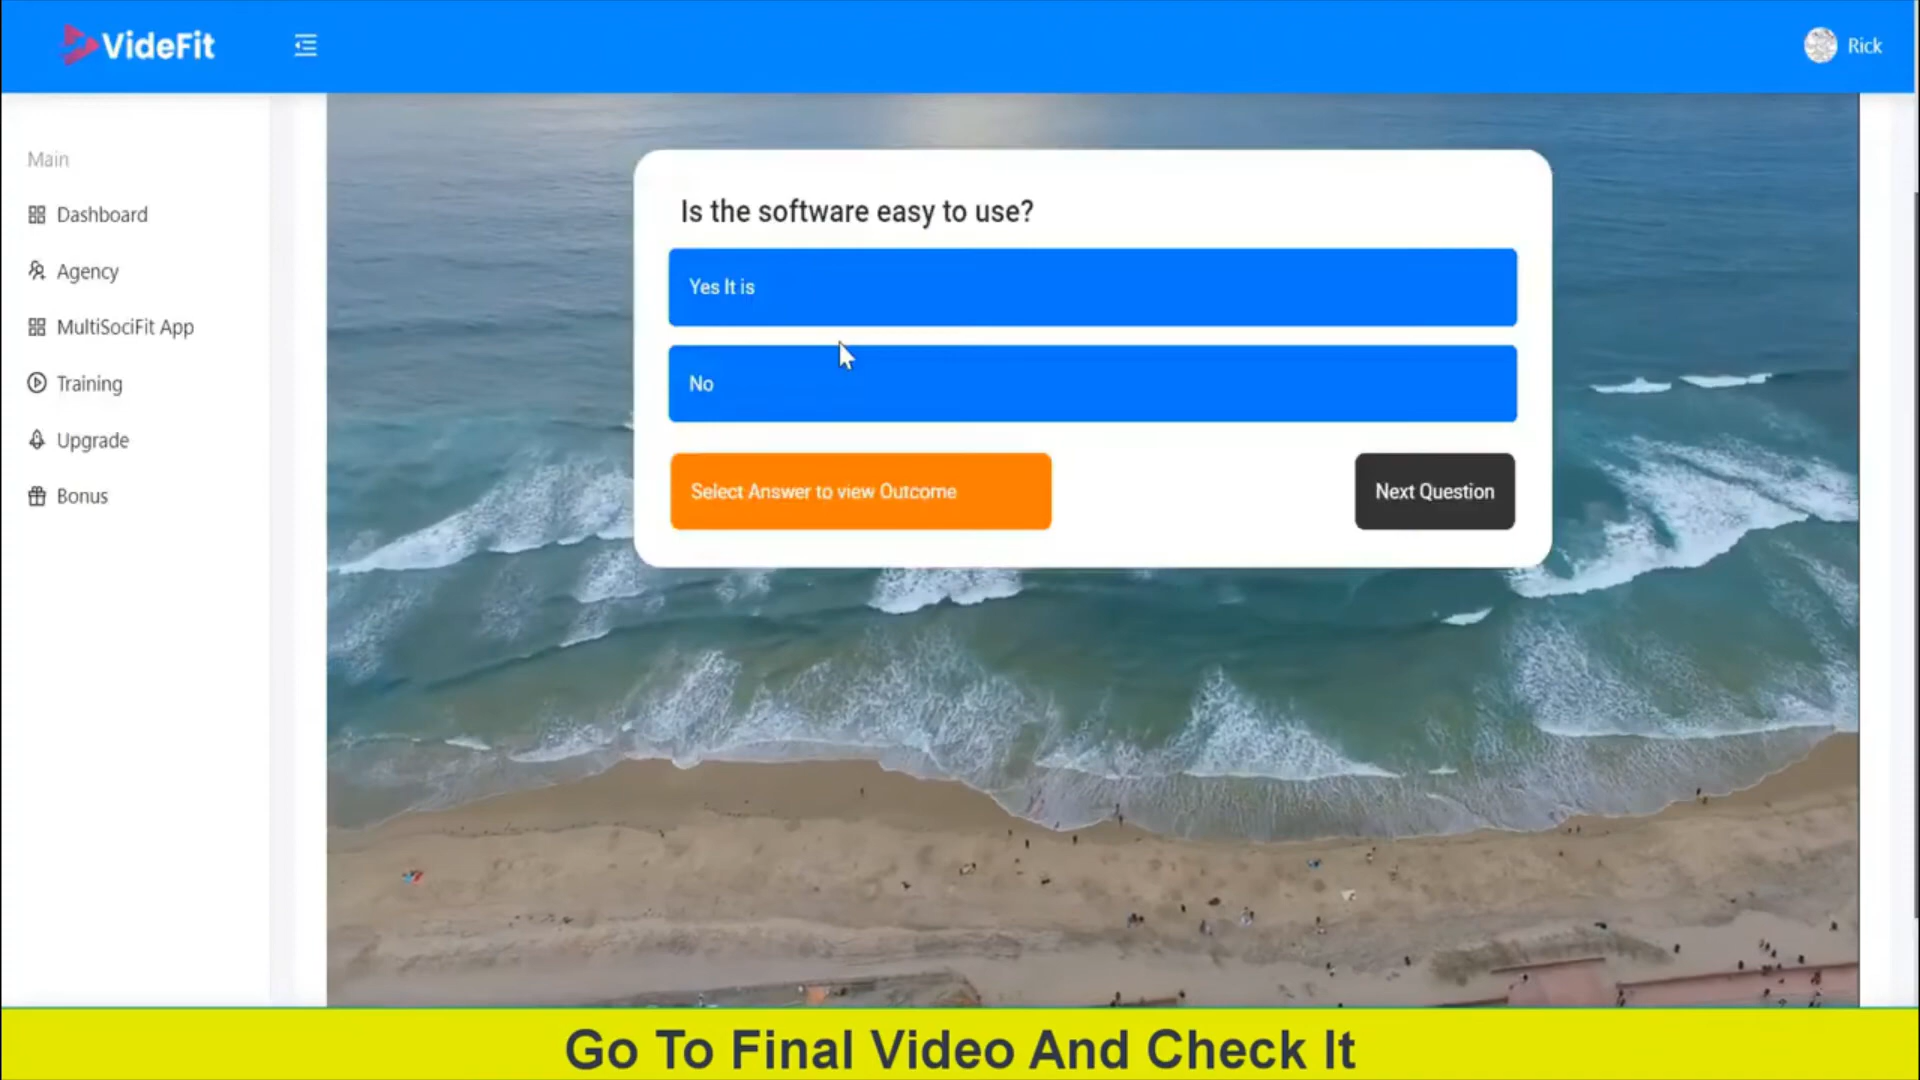 VideFit
Rick
Main
Dashboard
Agency
MultiSociFit App
Training
Upgrade
Bonus
Is the software easy to use?
Yes It is
No
Select Answer to view Outcome
Next Question
Go To Final Video And Check It